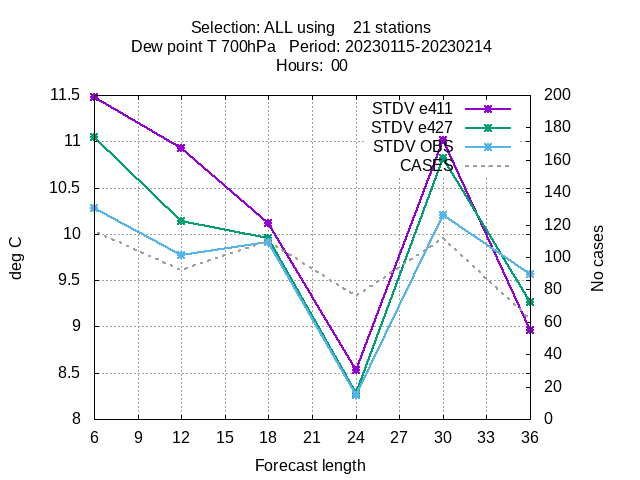 Selection: ALL using    21 stations
Dew point T 700hPa   Period: 20230115-20230214
Hours:  00
STDV e411
STDV e427
STDV OBS
CASES
11.5
11
10.5
10
9.5
9
8.5
8
deg C
200
180
160
140
120
100
80
60
40
20
0
No cases
6 9 12 15 18 21 24 27 30 33 36
Forecast length